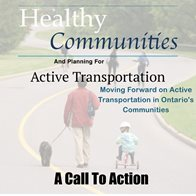 Healthy
Communities
And Planning For
Active Transportation
Moving Forward on Active
Transportation in Ontario's
Communities
A Call To Action